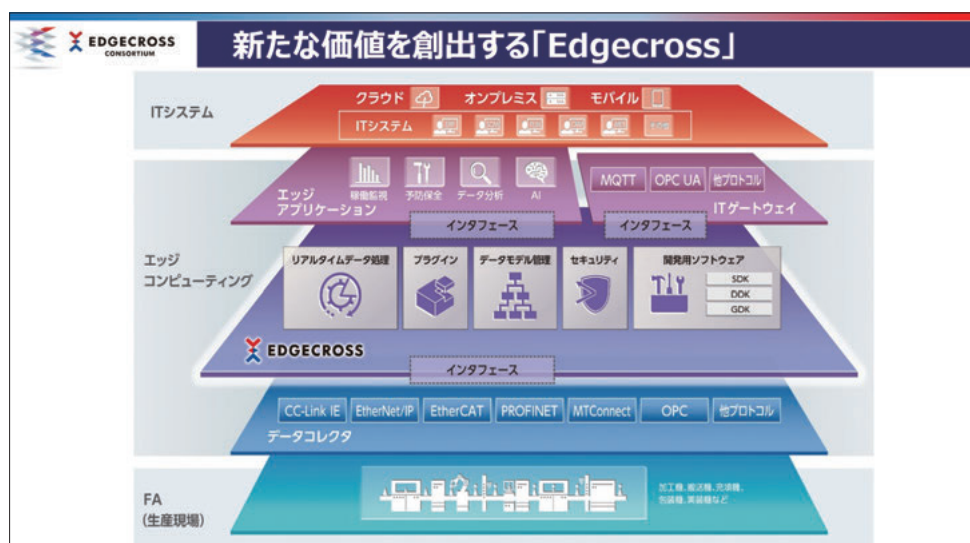 EDGECROSS
CONSORTIUM
新たな価値を創出する「Edgecross」
ITシステム
クラウド オンプレミス モバイル
ITシステム
その他
エッジ
コンピューティング
エッジ
アプリケーション
稼働監視 予防保全 データ分析 AI
MQTT OPC UA 他プロトコル
ITゲートウェイ
インタフェース インタフェース
リアルタイムデータ処理 プラグイン データモデル管理 セキュリティ 開発用ソフトウェア
SDK
DDK
GDK
EDGECROSS
インタフェース
CC-Link IE EtherNet/IP EtherCAT PROFINET MTConnect OPC 他プロトコル
データコレクタ
FA
(生産現場)
加工機、搬送機、充填機、
包装機、実装機など